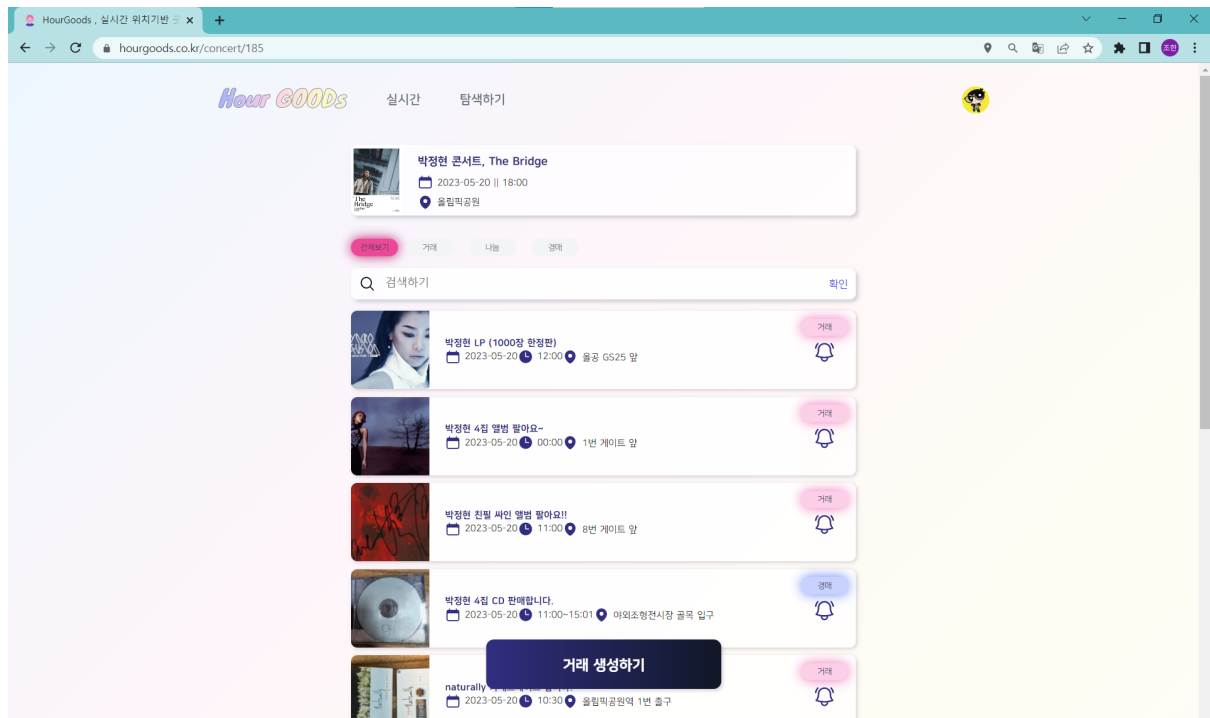 HourGoods , 실시간 위치기반
hourgoods.co.kr/concert/185
조한
Hour GOODs 실시간 탐색하기
박정현 콘서트, The Bridge
2023-05-20 || 18:00
올림픽공원
The Bridge
전체보기 거래 나눔 경매
검색하기 확인
박정현 LP (1000장 한정판) 거래
2023-05-20 12:00 올공 GS25 앞
박정현 4집 앨범 팔아요~ 거래
2023-05-20 00:00 1번 게이트 앞
박정현 친필 싸인 앨범 팔아요!! 거래
2023-05-20 11:00 8번 게이트 앞
박정현 4집 CD 판매합니다. 경매
2023-05-20 11:00~15:01 야외조형전시장 골목 입구
거래 생성하기
naturally 거래
2023-05-20 10:30 올림픽공원역 1번 출구